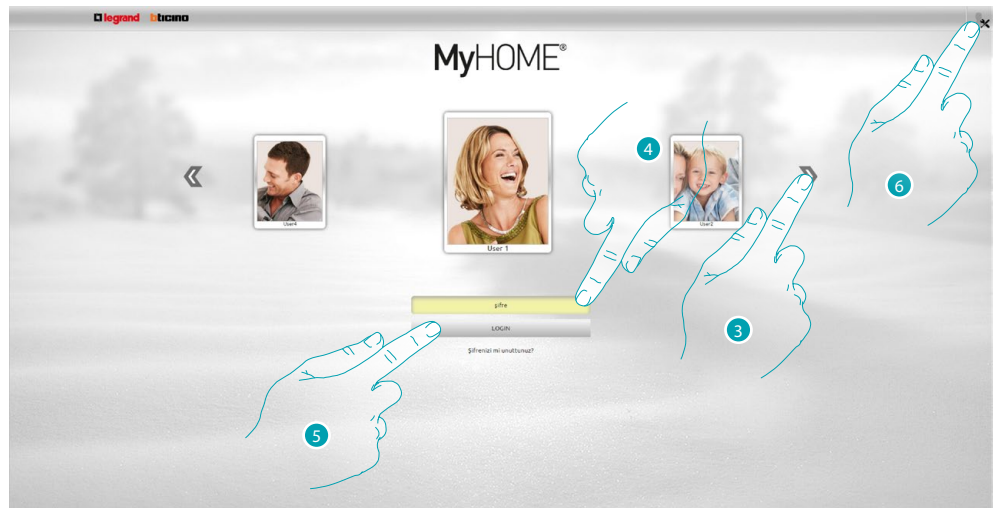 legrand bticino
MyHOME®
User4
User 1
User2
4
6
3
şifre
LOGIN
Şifrenizi mi unuttunuz?
5